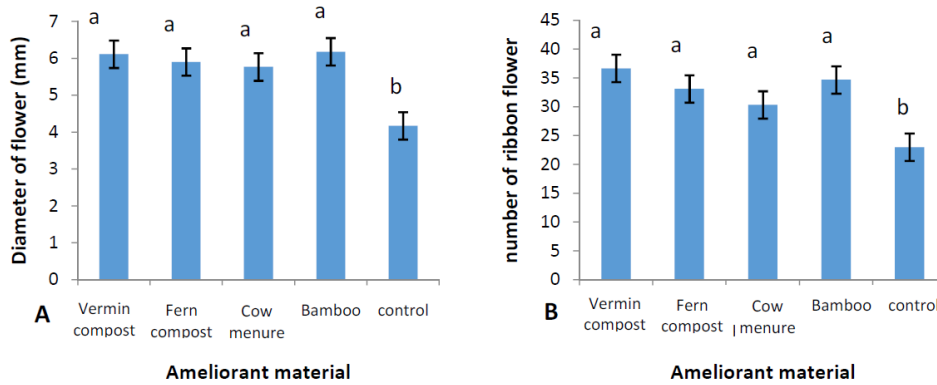 Diameter of flower (mm)
7
6
5
4
3
2
1
0
a
a
a
a
b
Vermin
compost
Fern
compost
Cow
menure
Bamboo
control
A
Ameliorant material
number of ribbon flower
45
40
35
30
25
20
15
10
5
0
a
a
a
a
b
Vermin
compost
Fern
compost
Cow
menure
Bamboo
control
B
Ameliorant material